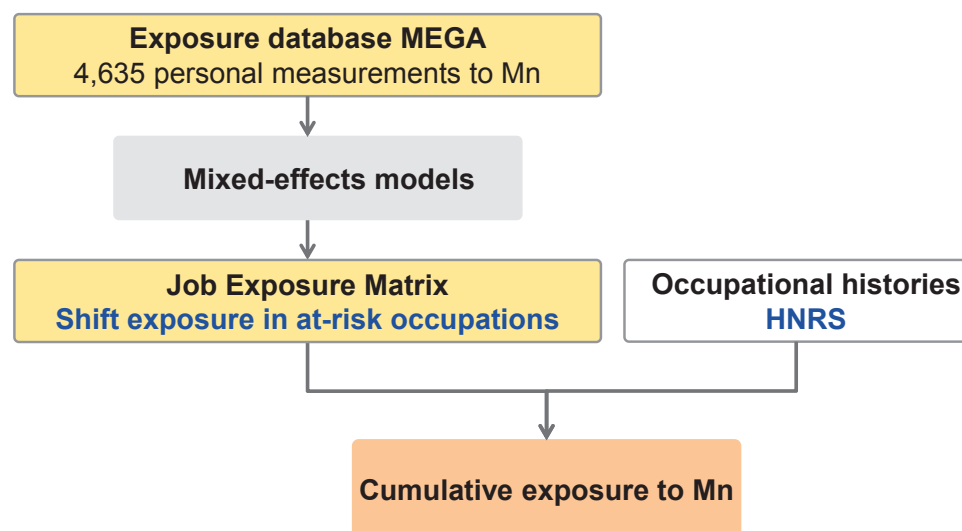 Exposure database MEGA
4,635 personal measurements to Mn
Mixed-effects models
Job Exposure Matrix
Shift exposure in at-risk occupations
Occupational histories
HNRS
Cumulative exposure to Mn